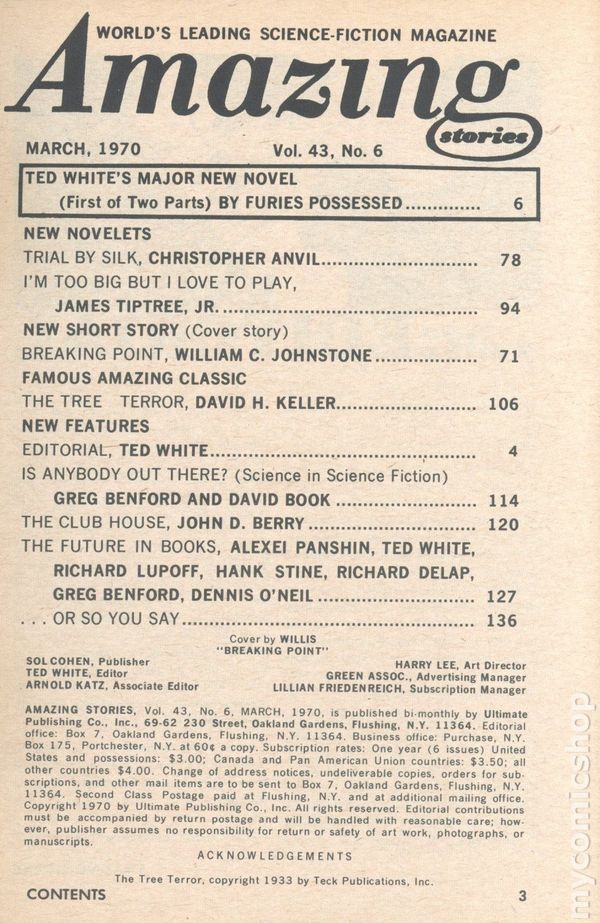 WORLD'S LEADING SCIENCE-FICTION MAGAZINE
Amazing
stories
MARCH, 1970 Vol. 43, No. 6
TED WHITE'S MAJOR NEW NOVEL
(First of Two Parts) BY FURIES POSSESSED.............. 6
NEW NOVELETS
TRIAL BY SILK, CHRISTOPHER ANVIL............................ 78
I'M TOO BIG BUT I LOVE TO PLAY,
JAMES TIPTREE, JR. ............................................. 94
NEW SHORT STORY (Cover story)
BREAKING POINT, WILLIAM C. JOHNSTONE .................. 71
FAMOUS AMAZING CLASSIC
THE TREE TERROR, DAVID H. KELLER......................... 106
NEW FEATURES
EDITORIAL, TED WHITE................................................ 4
IS ANYBODY OUT THERE? (Science in Science Fiction)
GREG BENFORD AND DAVID BOOK ......................... 114
THE CLUB HOUSE, JOHN D. BERRY .............................. 120
THE FUTURE IN BOOKS, ALEXEI PANSHIN, TED WHITE,
RICHARD LUPOFF, HANK STINE, RICHARD DELAP,
GREG BENFORD, DENNIS O'NEIL ............................ 127
. . . OR SO YOU SAY ..................................................... 136
Cover by WILLIS
"BREAKING POINT"
SOL COHEN, Publisher
TED WHITE, Editor
ARNOLD KATZ, Associate Editor
HARRY LEE, Art Director
GREEN ASSOC., Advertising Manager
LILLIAN FRIEDENREICH, Subscription Manager
AMAZING STORIES, Vol. 43, No. 6, MARCH, 1970, is published bi-monthly by Ultimate
Publishing Co., Inc., 69-62 230 Street, Oakland Gardens, Flushing, N.Y. 11364. Editorial
office: Box 7, Oakland Gardens, Flushing, N.Y. 11364. Business office: Purchase, N.Y.
Box 175, Portchester, N.Y. at 60¢ a copy. Subscription rates: One year (6 issues) United
States and possessions: $3.00; Canada and Pan American Union countries: $3.50; all
other countries $4.00. Change of address notices, undeliverable copies, orders for sub-
scriptions, and other mail items are to be sent to Box 7, Oakland Gardens, Flushing, N.Y.
11364. Second Class Postage paid at Flushing, N.Y. and at additional mailing office.
Copyright 1970 by Ultimate Publishing Co., Inc. All rights reserved. Editorial contributions
must be accompanied by return postage and will be handled with reasonable care; how-
ever, publisher assumes no responsibility for return or safety of art work, photographs, or
manuscripts.
ACKNOWLEDGEMENTS
The Tree Terror, copyright 1933 by Teck Publications, Inc.
CONTENTS 3
mycomicshop